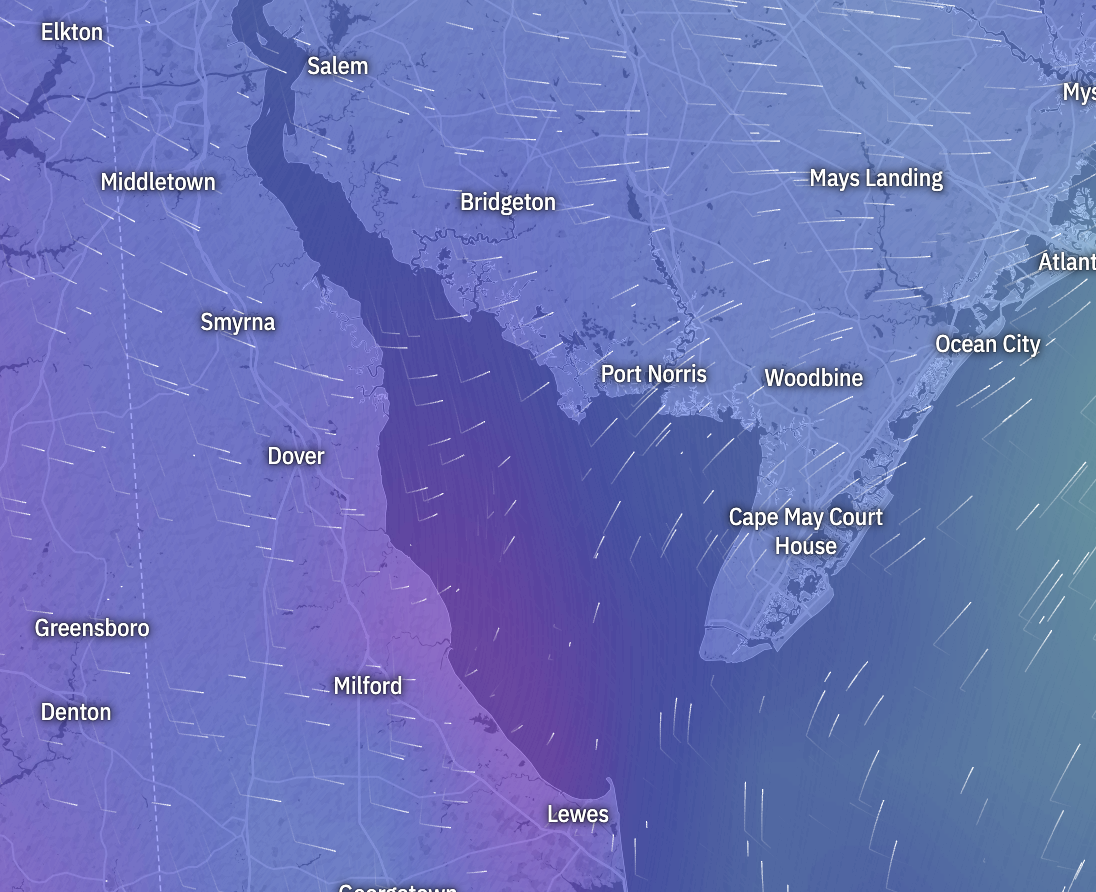 Elkton
Salem
Mys
Middletown
Mays Landing
Bridgeton
Atlant
Smyrna
Ocean City
Port Norris
Woodbine
Dover
Cape May Court
House
Greensboro
Milford
Denton
Lewes
Georgetown